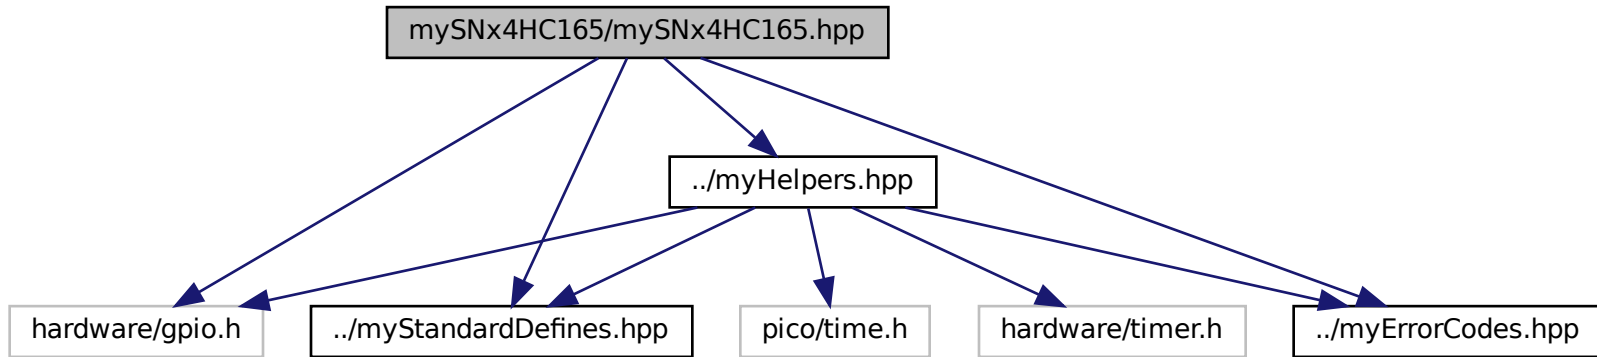 mySNx4HC165/mySNx4HC165.hpp
../myHelpers.hpp
hardware/gpio.h
../myStandardDefines.hpp
pico/time.h
hardware/timer.h
../myErrorCodes.hpp